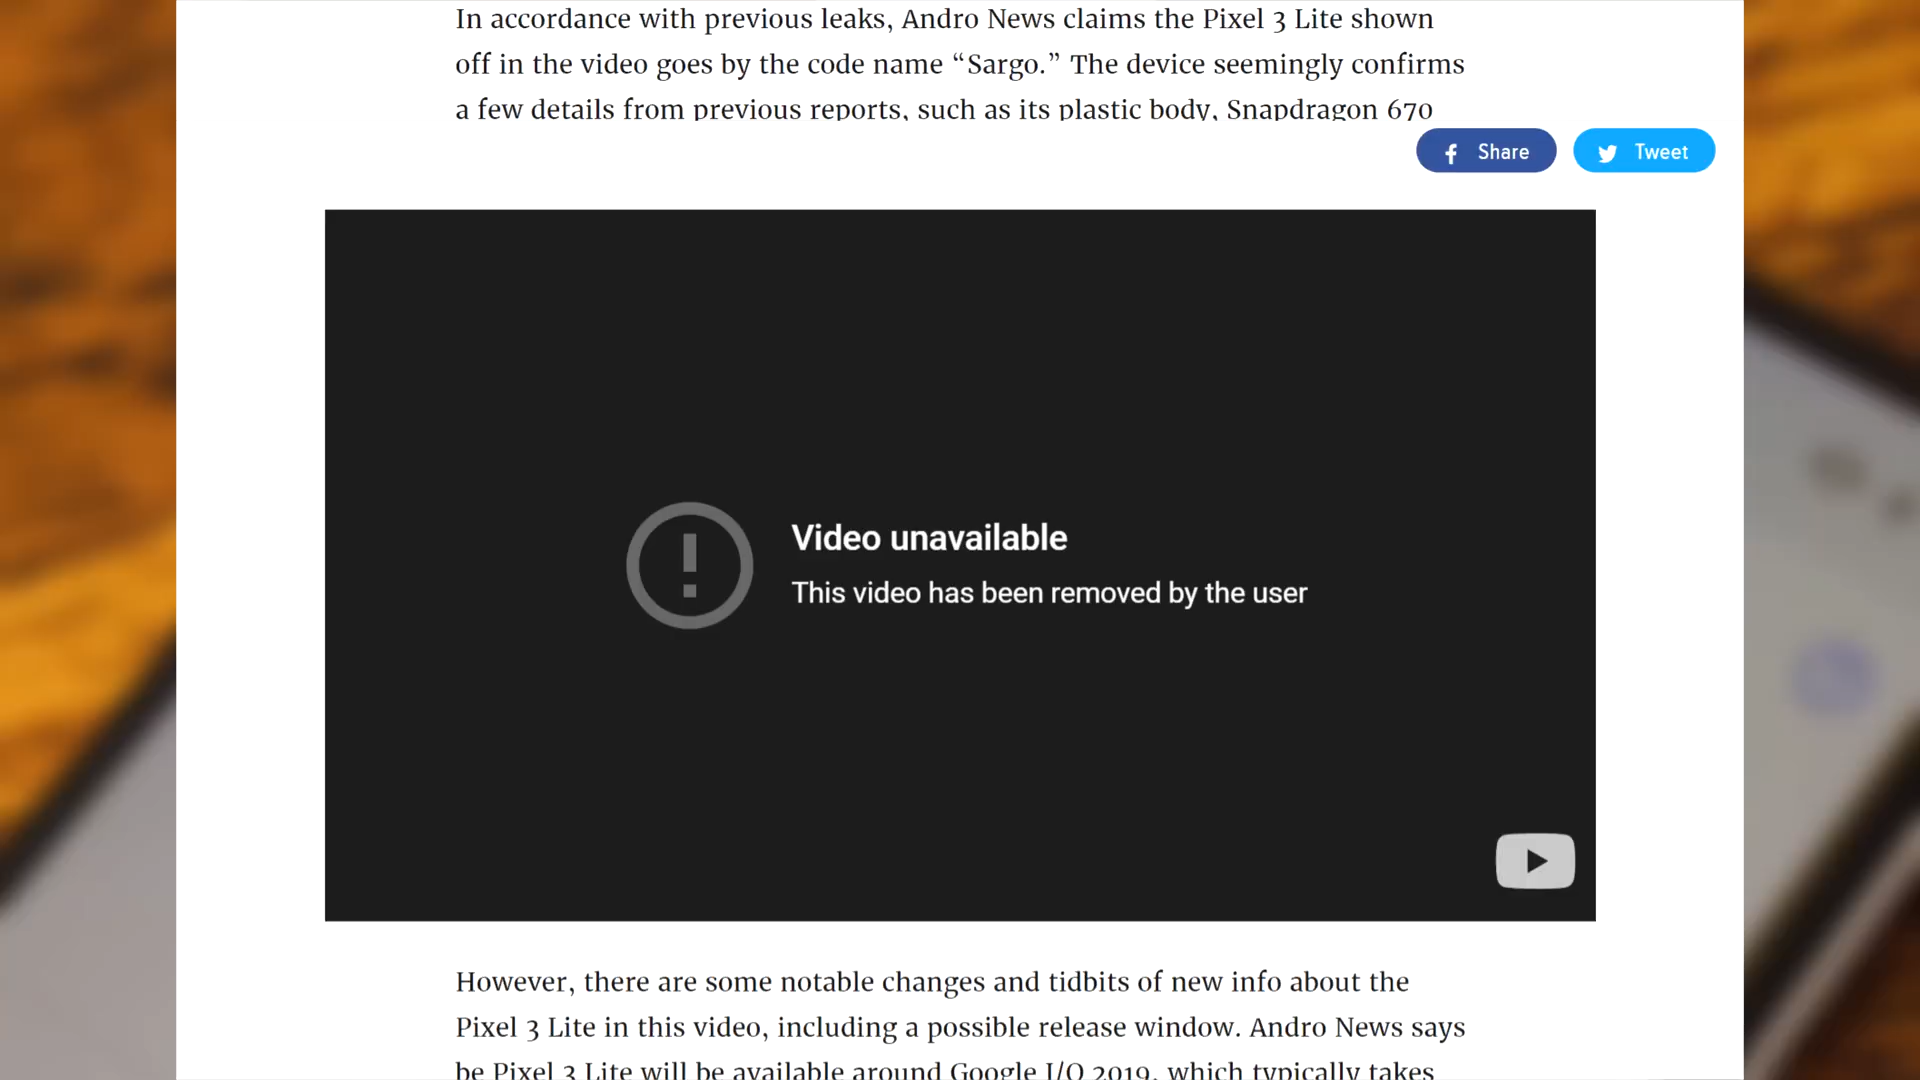 In accordance with previous leaks, Andro News claims the Pixel 3 Lite shown
off in the video goes by the code name “Sargo.” The device seemingly confirms
a few details from previous reports, such as its plastic body, Snapdragon 670
Share
Tweet
Video unavailable
This video has been removed by the user
However, there are some notable changes and tidbits of new info about the
Pixel 3 Lite in this video, including a possible release window. Andro News says
be Pixel 3 Lite will be available around Google I/O 2019, which typically takes